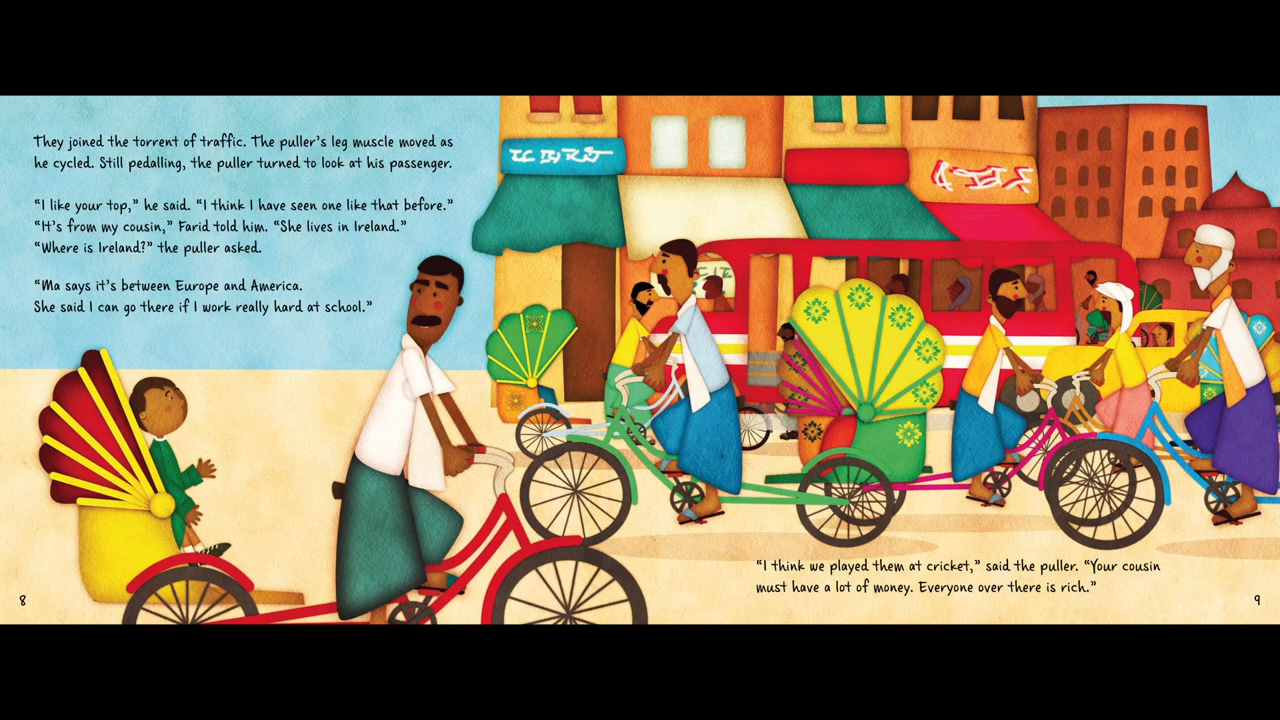 They joined the torrent of traffic. The puller's leg muscle moved as
he cycled. Still pedalling, the puller turned to look at his passenger.
“I like your top,” he said. “I think I have seen one like that before.”
“It's from my cousin,” Farid told him. “She lives in Ireland.”
“Where is Ireland?” the puller asked.
“Ma says it's between Europe and America.
She said I can go there if I work really hard at school.”
“I think we played them at cricket,” said the puller. “Your cousin
must have a lot of money. Everyone over there is rich.”
8
9